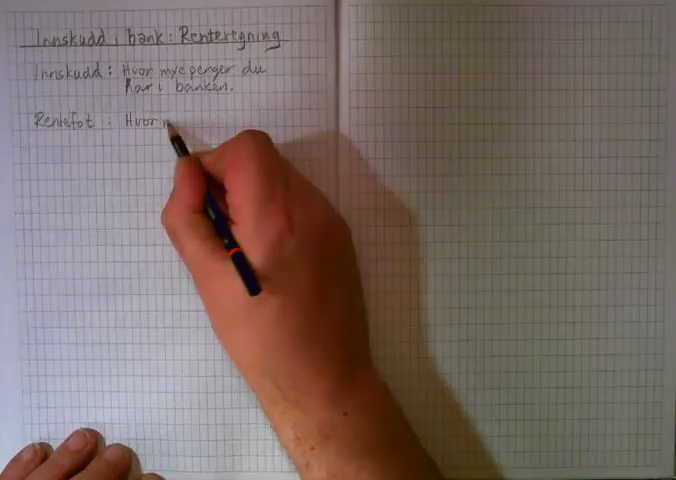 Innskudd i bank: Renteregning
Innskudd: Hvor mye penger du
har i banken.
Rentefot : Hvor m